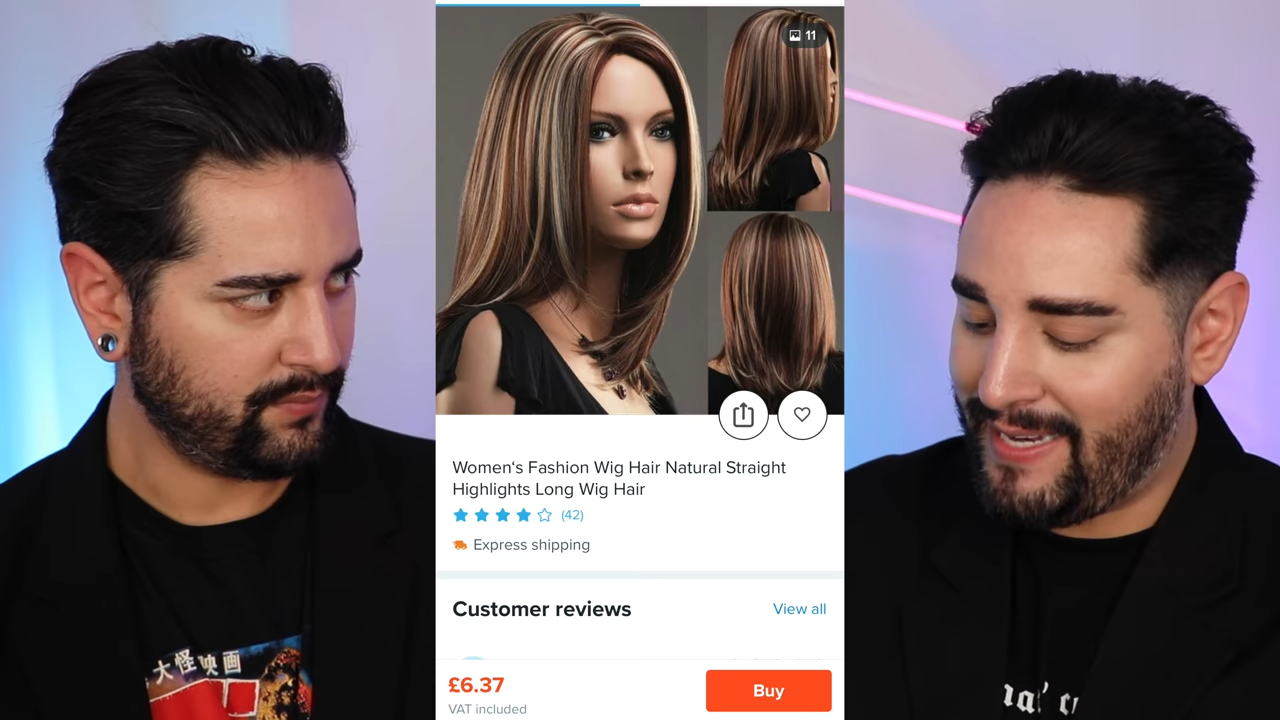 11
Women‘s Fashion Wig Hair Natural Straight
Highlights Long Wig Hair
(42)
Express shipping
Customer reviews
View all
£6.37
VAT included
Buy
大怪映画